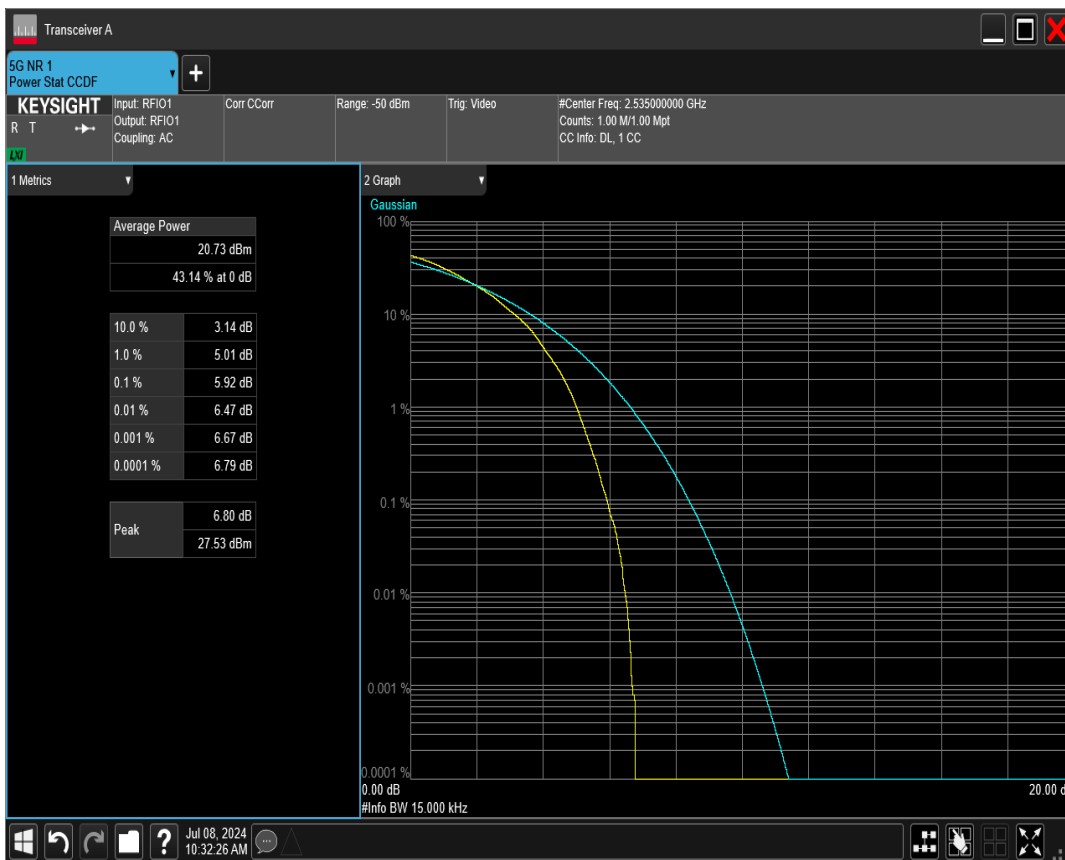 Transceiver A
5G NR 1
Power Stat CCDF
KEYSIGHT
R T
LXI
Input: RFIO1
Output: RFIO1
Coupling: AC
Corr CCorr
Range: -50 dBm
Trig: Video
#Center Freq: 2.535000000 GHz
Counts: 1.00 M/1.00 Mpt
CC Info: DL, 1 CC
1 Metrics
Average Power
20.73 dBm
43.14 % at 0 dB
10.0 % 3.14 dB
1.0 % 5.01 dB
0.1 % 5.92 dB
0.01 % 6.47 dB
0.001 % 6.67 dB
0.0001 % 6.79 dB
Peak
6.80 dB
27.53 dBm
2 Graph
Gaussian
100 %
10 %
1 %
0.1 %
0.01 %
0.001 %
0.0001 %
0.00 dB
20.00 d
#Info BW 15.000 kHz
?
Jul 08, 2024
10:32:26 AM